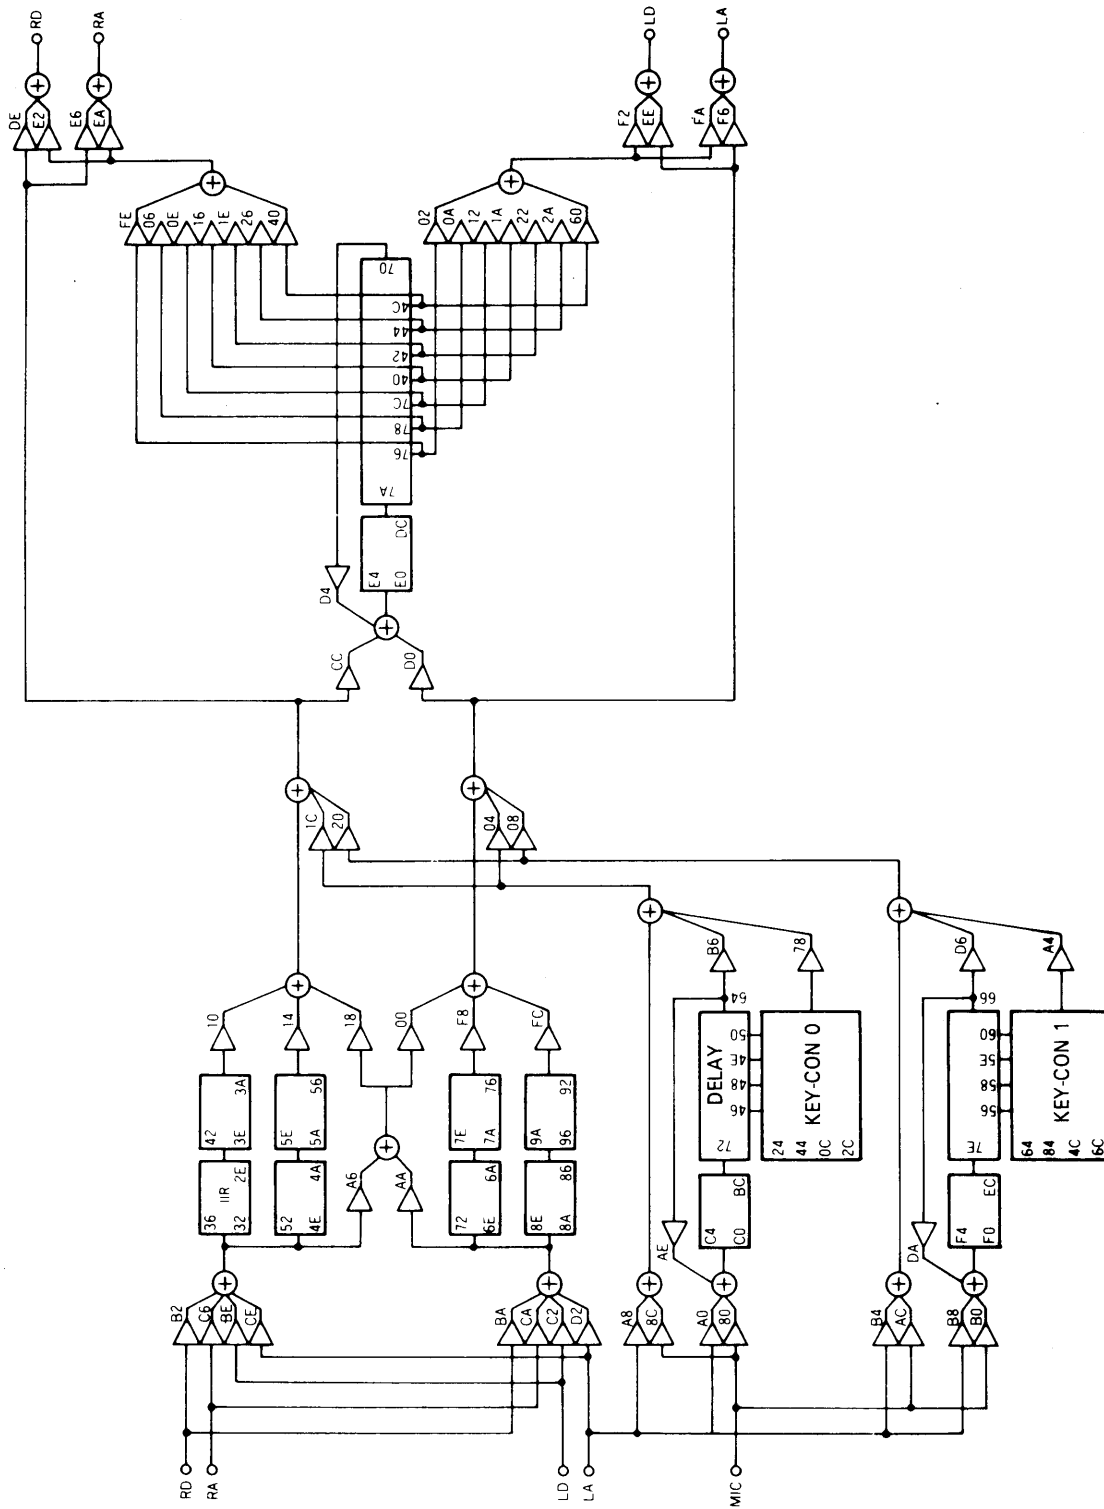 RD
RA
LD
LA
MIC
B2
C6
BE
CE
BA
CA
C2
D2
A8
8C
A0
80
B4
AC
B8
B0
36
32
IIR
2E
42
3E
3A
10
52
4E
4A
5E
5A
56
14
A6
AA
18
00
72
6E
6A
7E
7A
76
F8
8E
8A
86
9A
96
92
FC
AE
C4
C0
BC
72
DELAY
46
48
4E
50
54
B6
24
44
0C
2C
KEY-CON 0
78
DA
F4
F0
EC
7E
56
58
5E
60
66
D6
64
84
4C
6C
KEY-CON 1
A4
1C
20
04
08
CC
D0
D4
E4
E0
DC
7A
76
78
7C
40
42
44
4C
70
FE
06
0E
16
1E
26
40
02
0A
12
1A
22
2A
60
DE
E2
E6
EA
F2
EE
FA
F6
RD
RA
LD
LA